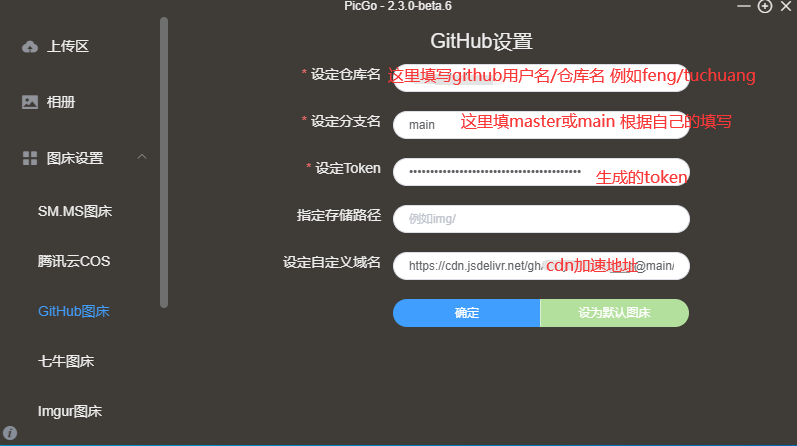 PicGo - 2.3.0-beta.6
上传区
相册
图床设置
SM.MS图床
腾讯云COS
GitHub图床
七牛图床
Imgur图床
GitHub设置
* 设定仓库名
这里填写github用户名/仓库名 例如feng/tuchuang
* 设定分支名
main
这里填master或main 根据自己的填写
* 设定Token
生成的token
指定存储路径
例如img/
设定自定义域名
https://cdn.jsdelivr.net/gh/
cdn加速地址
@main/
确定
设为默认图床